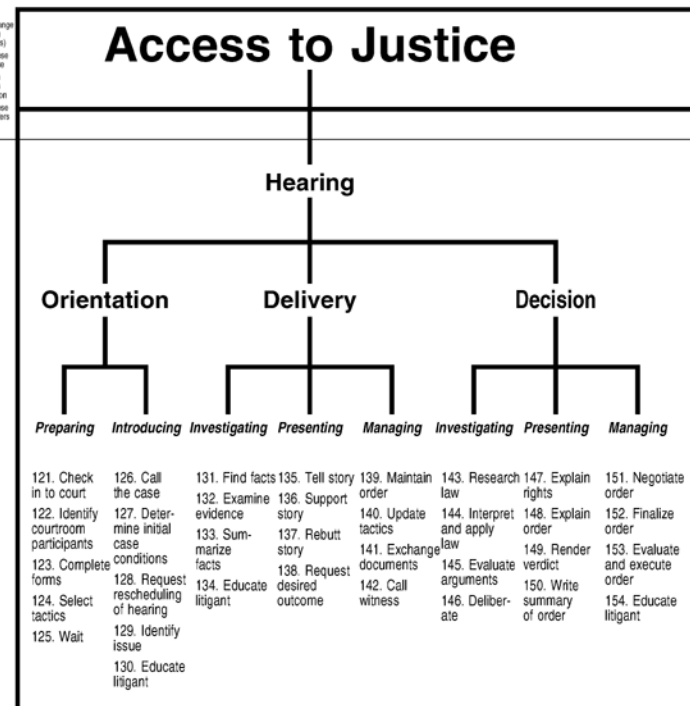 Access to Justice
Hearing
Orientation
Delivery
Decision
Preparing
Introducing
Investigating
Presenting
Managing
Investigating
Presenting
Managing
121. Check
in to court
122. Identify
courtroom
participants
123. Complete
forms
124. Select
tactics
125. Wait
126. Call
the case
127. Deter-
mine initial
case
conditions
128. Request
rescheduling
of hearing
129. Identify
issue
130. Educate
litigant
131. Find facts
132. Examine
evidence
133. Sum-
marize
facts
134. Educate
litigant
135. Tell story
136. Support
story
137. Rebutt
story
138. Request
desired
outcome
139. Maintain
order
140. Update
tactics
141. Exchange
documents
142. Call
witness
143. Research
law
144. Interpret
and apply
law
145. Evaluate
arguments
146. Deliber-
ate
147. Explain
rights
148. Explain
order
149. Render
verdict
150. Write
summary
of order
151. Negotiate
order
152. Finalize
order
153. Evaluate
and execute
order
154. Educate
litigant